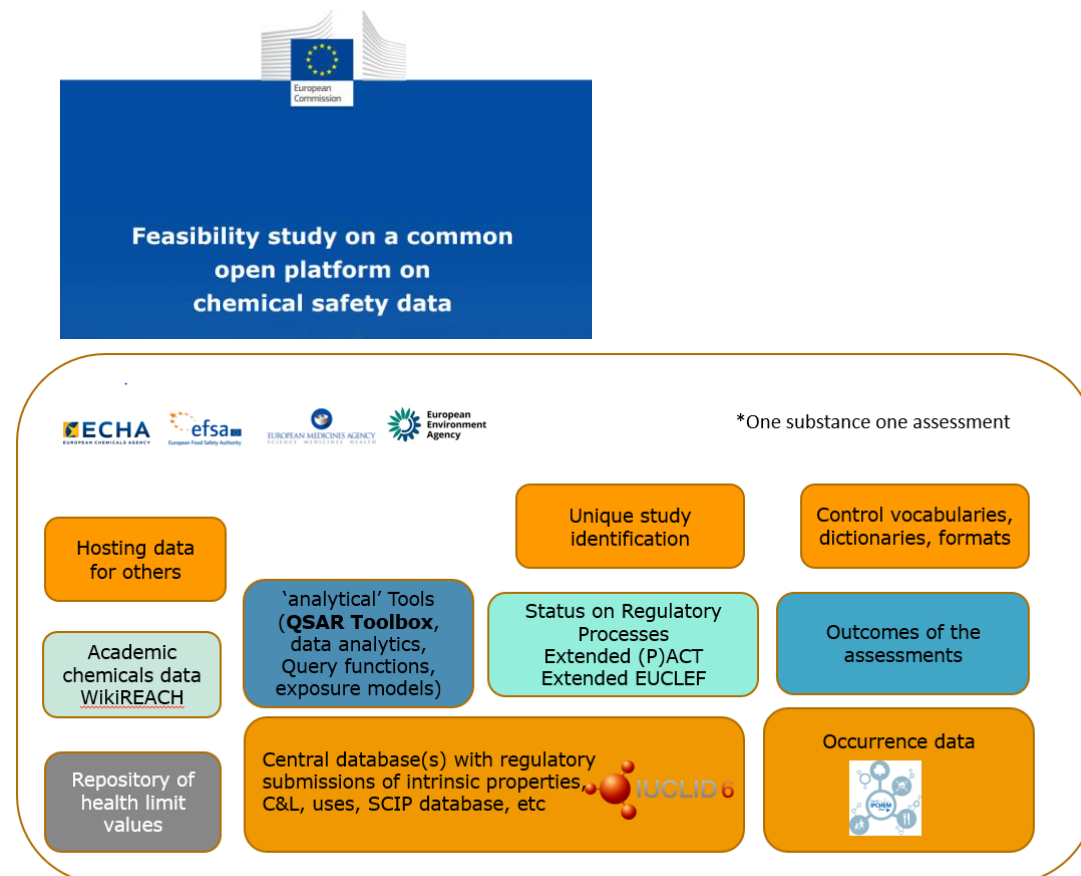 European
Commission
Feasibility study on a common
open platform on
chemical safety data
ECHA
EUROPEAN CHEMICALS AGENCY
efsa
European Food Safety Authority
EUROPEAN MEDICINES AGENCY
SCIENCE MEDICINES HEALTH
European
Environment
Agency
*One substance one assessment
Hosting data
for others
Unique study
identification
Control vocabularies,
dictionaries, formats
Academic
chemicals data
WikiREACH
‘analytical’ Tools
(QSAR Toolbox,
data analytics,
Query functions,
exposure models)
Status on Regulatory
Processes
Extended (P)ACT
Extended EUCLEF
Outcomes of the
assessments
Repository of
health limit
values
Central database(s) with regulatory
submissions of intrinsic properties,
C&L, uses, SCIP database, etc
IUCLID 6
Occurrence data
IPCHEM